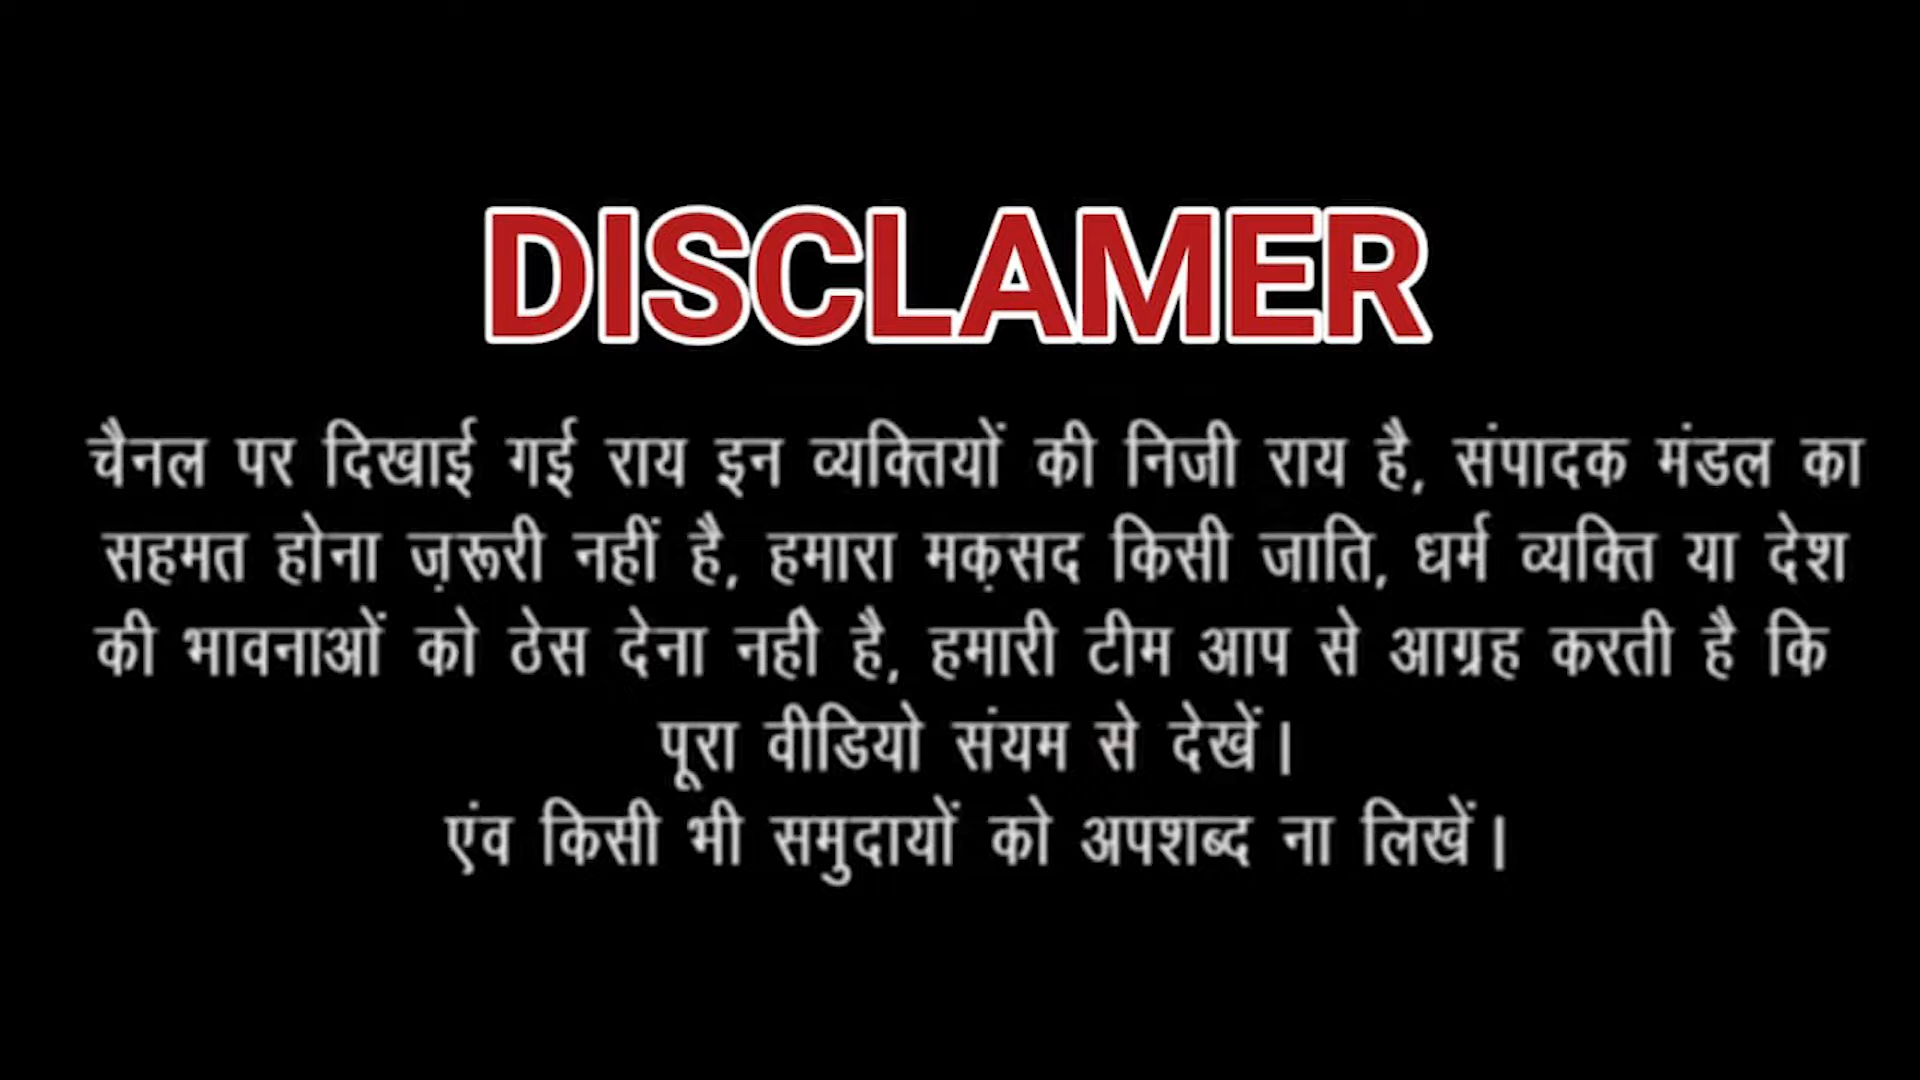 DISCLAMER
चैनल पर दिखाई गई राय इन व्यक्तियों की निजी राय है, संपादक मंडल का
सहमत होना ज़रूरी नहीं है, हमारा मक़सद किसी जाति, धर्म व्यक्ति या देश
की भावनाओं को ठेस देना नही है, हमारी टीम आप से आग्रह करती है कि
पूरा वीडियो संयम से देखें।
एंव किसी भी समुदायों को अपशब्द ना लिखें।